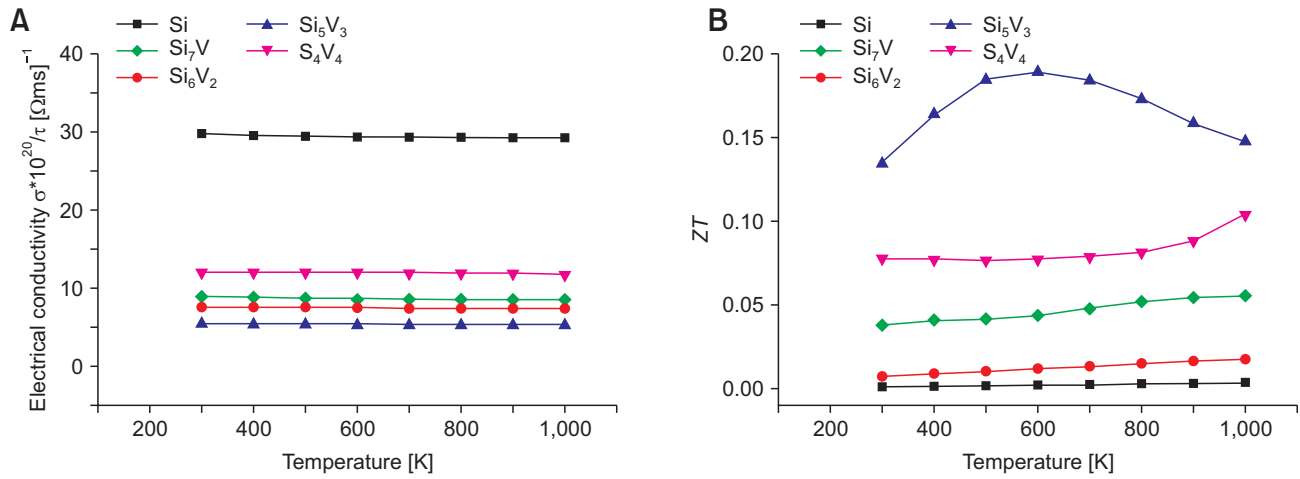 A
Si
Si₇V
Si₆V₂
Si₅V₃
S₄V₄
Electrical conductivity σ*10²⁰/τ [Ωms]⁻¹
40
30
20
10
0
200
400
600
800
1,000
Temperature [K]
B
Si
Si₇V
Si₆V₂
Si₅V₃
S₄V₄
ZT
0.20
0.15
0.10
0.05
0.00
200
400
600
800
1,000
Temperature [K]